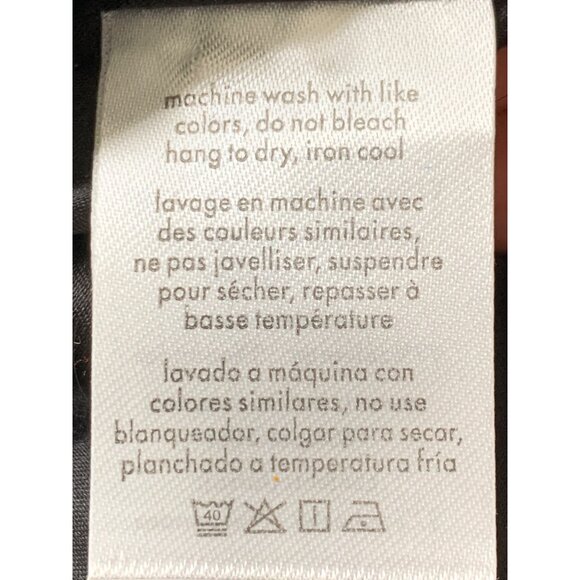 machine wash with like
colors, do not bleach
hang to dry, iron cool
lavage en machine avec
des couleurs similaires,
ne pas javelliser, suspendre
pour sécher, repasser à
basse température
lavado a máquina con
colores similares, no use
blanqueador, colgar para secar,
planchado a temperatura fría
40